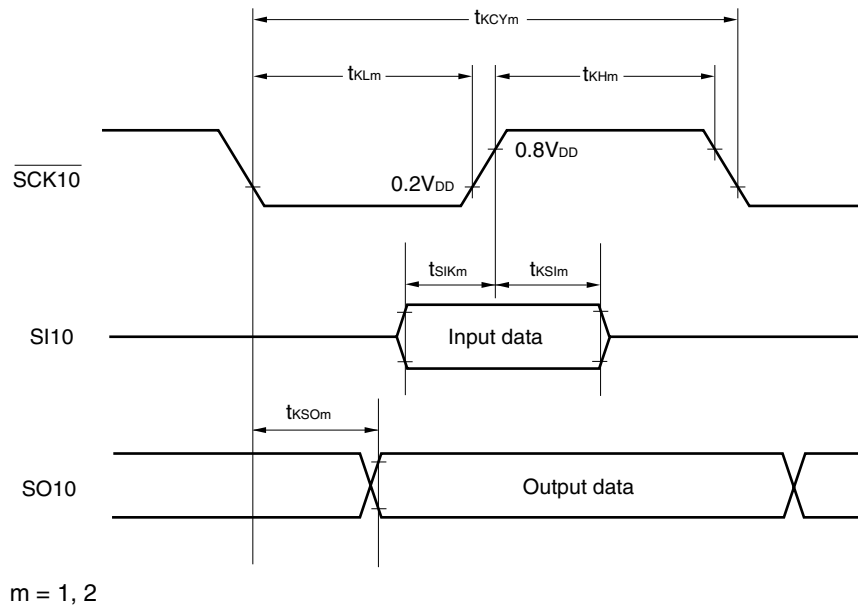 tKCYm
tKLm
tKHm
SCK10
0.2VDD
0.8VDD
tSIKm
tKSIm
SI10
Input data
tKSOm
SO10
Output data
m = 1, 2